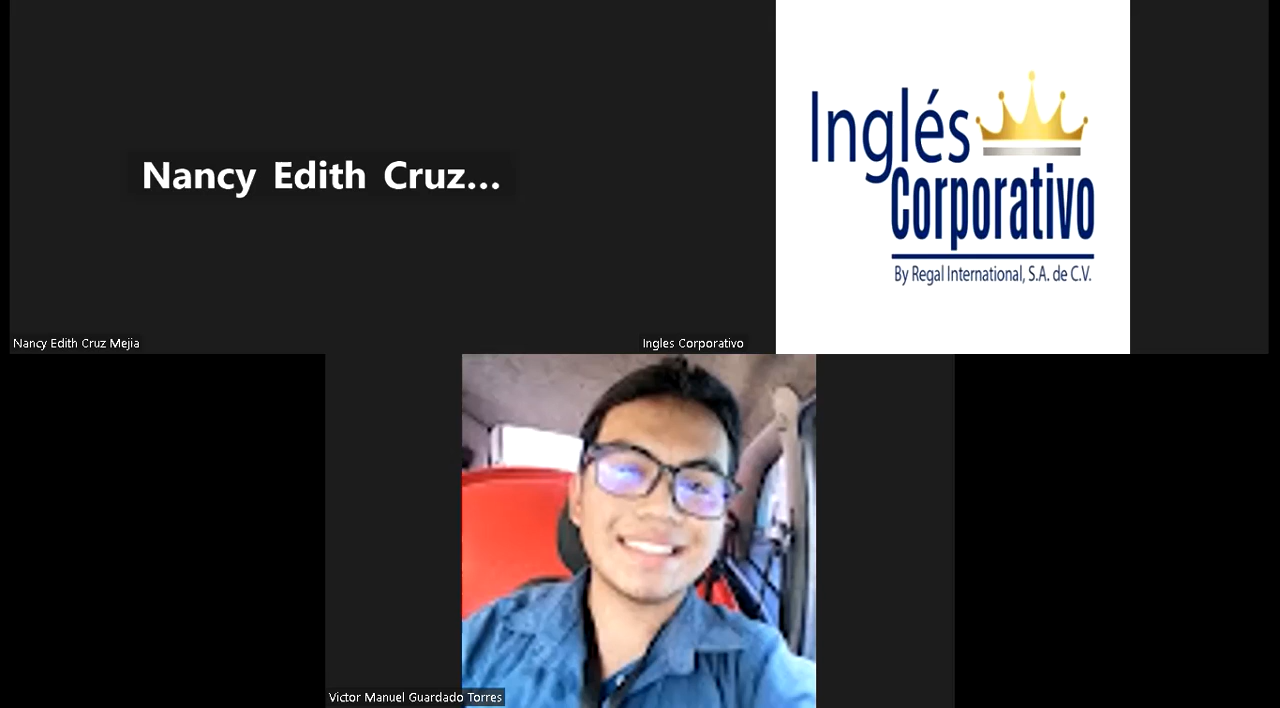 Nancy Edith Cruz...
Nancy Edith Cruz Mejia
Inglés
Corporativo
By Regal International, S.A. de C.V.
Ingles Corporativo
Victor Manuel Guardado Torres